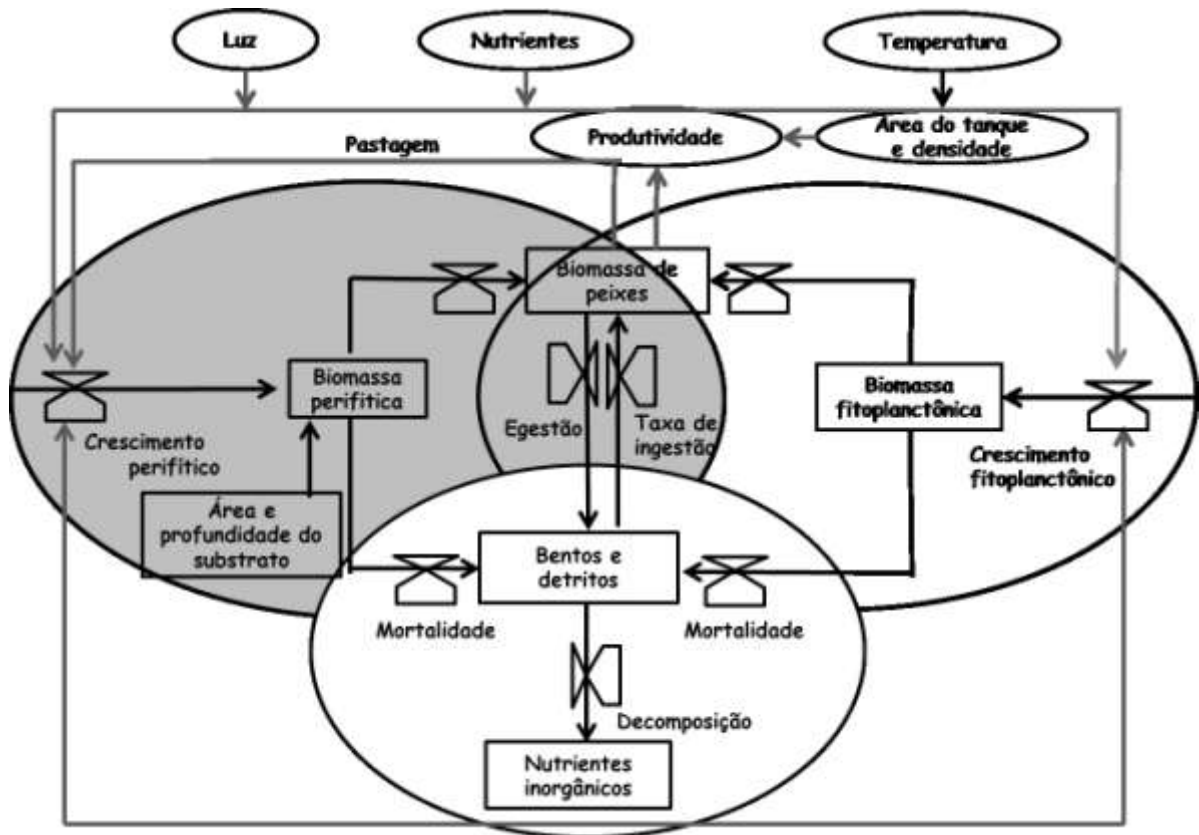 Luz
Nutrientes
Temperatura
Pastagem
Produtividade
Área do tanque
e densidade
Biomassa de
peixes
Biomassa
perifítica
Biomassa
fitoplanctônica
Egestão
Taxa de
ingestão
Crescimento
perifítico
Crescimento
fitoplanctônico
Área e
profundidade do
substrato
Bentos e
detritos
Mortalidade
Mortalidade
Decomposição
Nutrientes
inorgânicos